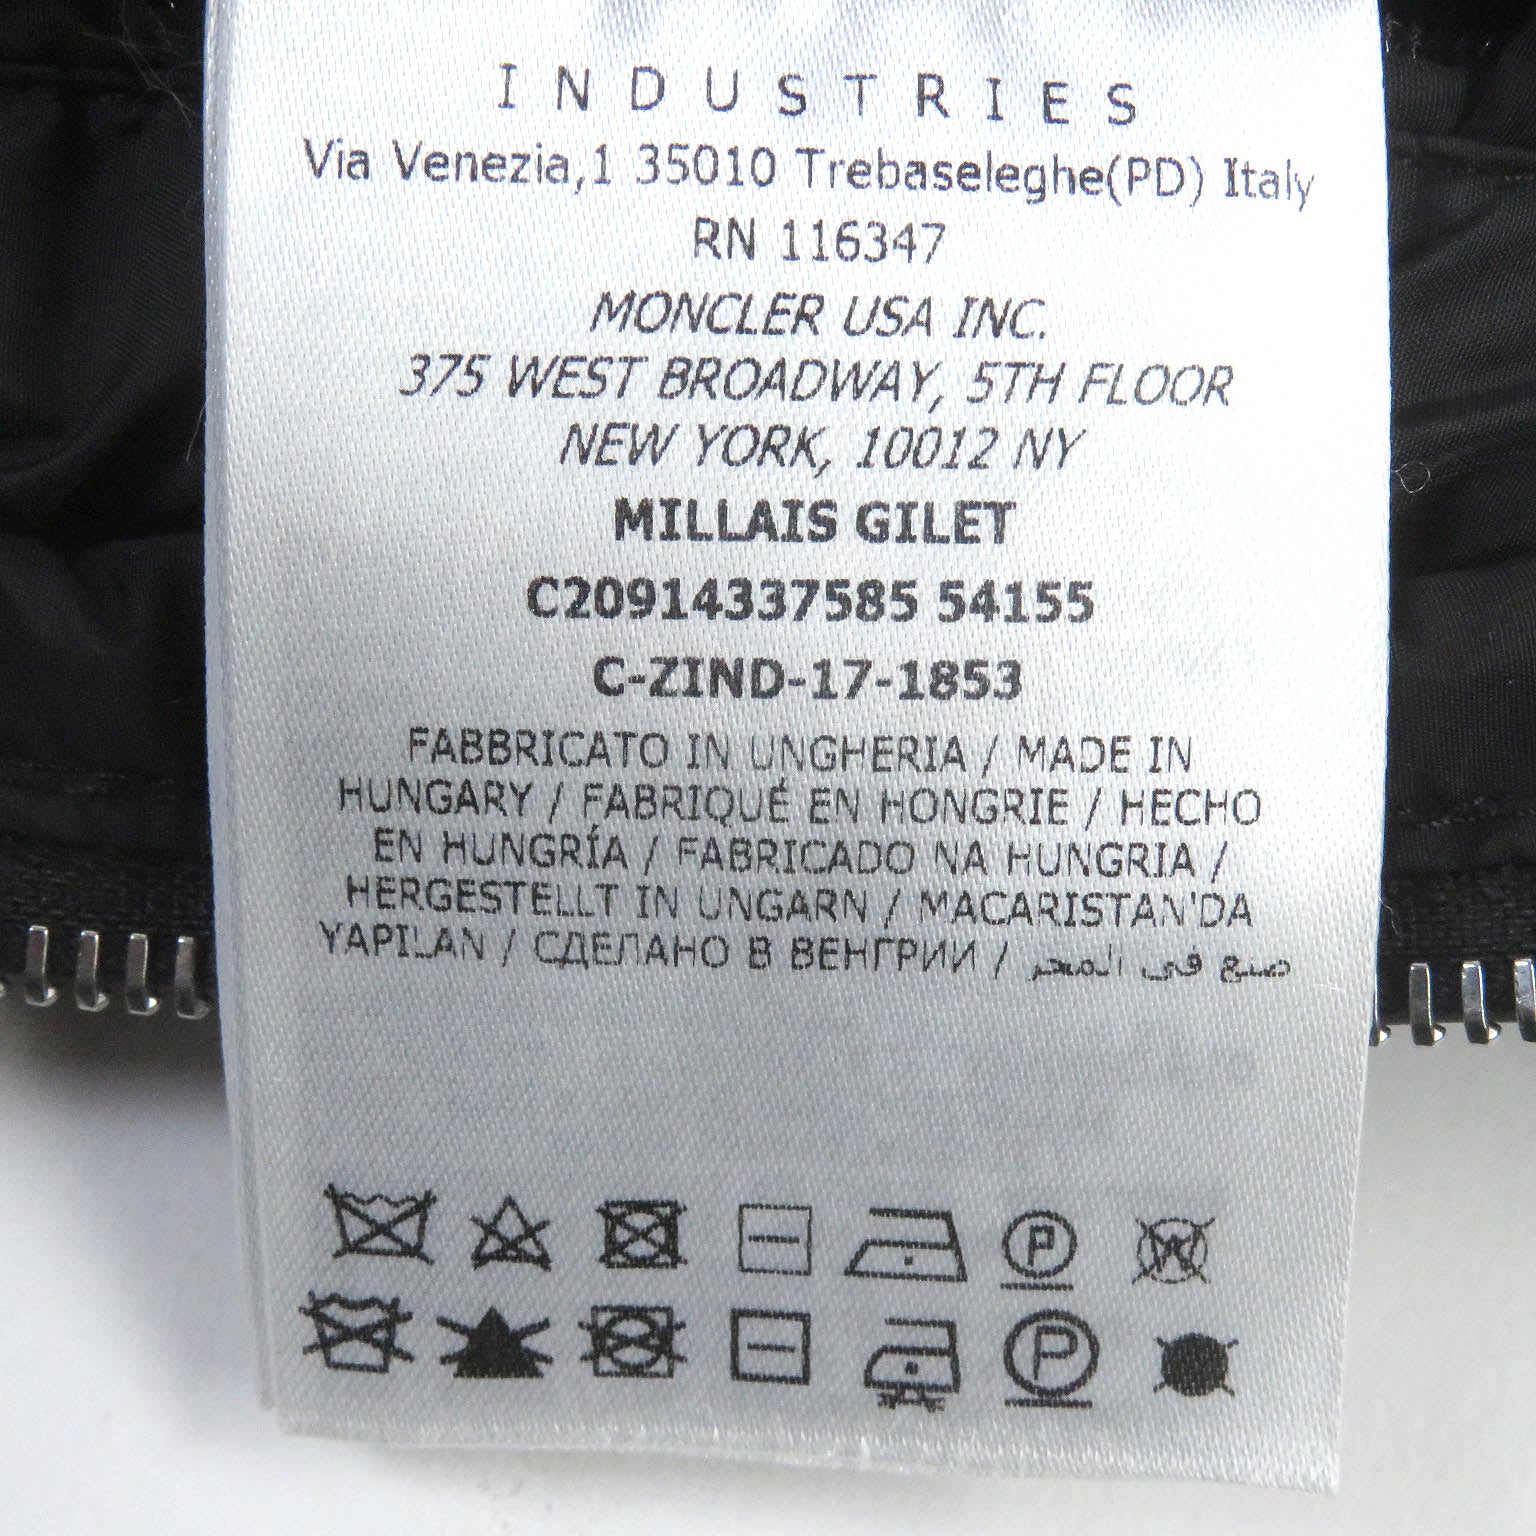 INDUSTRIES
Via Venezia,1 35010 Trebaseleghe(PD) Italy
RN 116347
MONCLER USA INC.
375 WEST BROADWAY, 5TH FLOOR
NEW YORK, 10012 NY
MILLAIS GILET
C20914337585 54155
C-ZIND-17-1853
FABBRICATO IN UNGHERIA / MADE IN
HUNGARY / FABRIQUÉ EN HONGRIE / HECHO
EN HUNGRÍA / FABRICADO NA HUNGRIA /
HERGESTELLT IN UNGARN / MACARISTAN'DA
YAPILAN / СДЕЛАНО В ВЕНГРИИ / صنع في المجر
P W
P